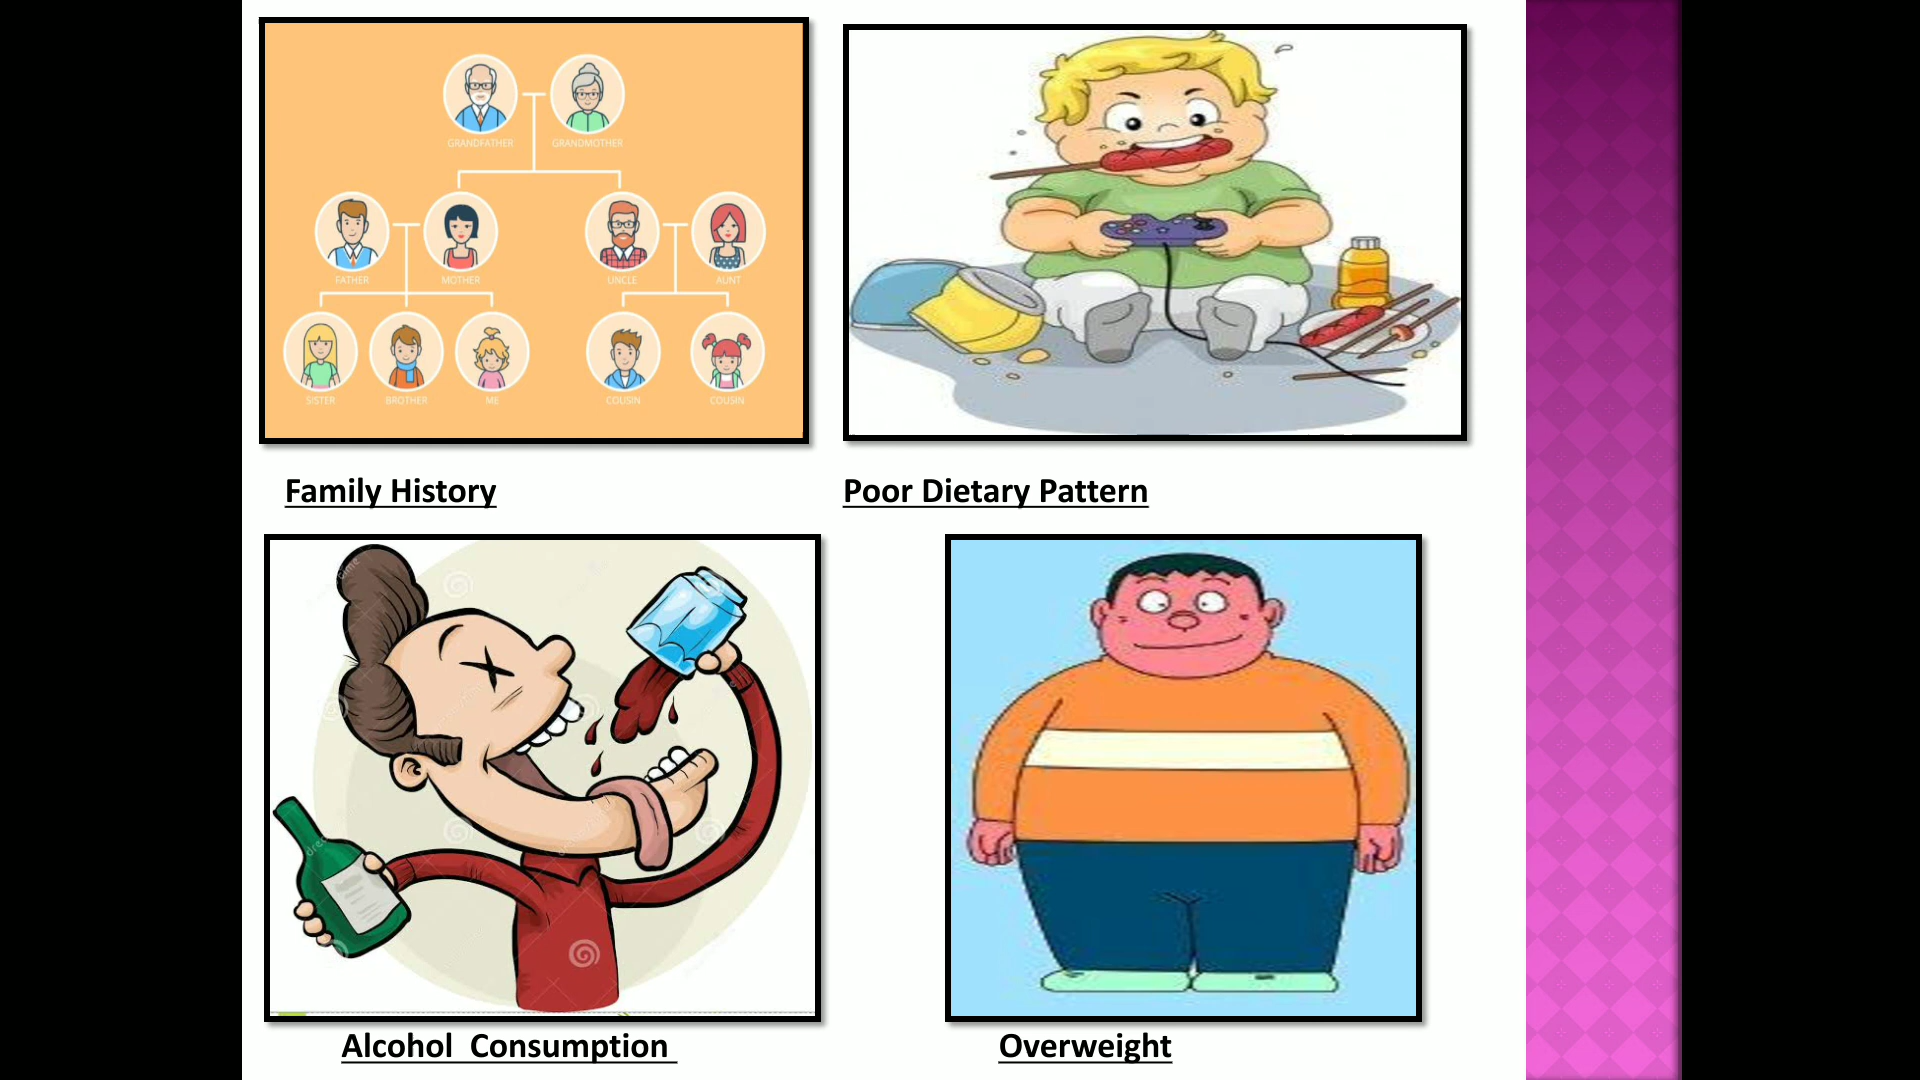 GRANDFATHER GRANDMOTHER
FATHER MOTHER UNCLE AUNT
SISTER BROTHER ME COUSIN COUSIN
Family History
Poor Dietary Pattern
Alcohol Consumption
Overweight